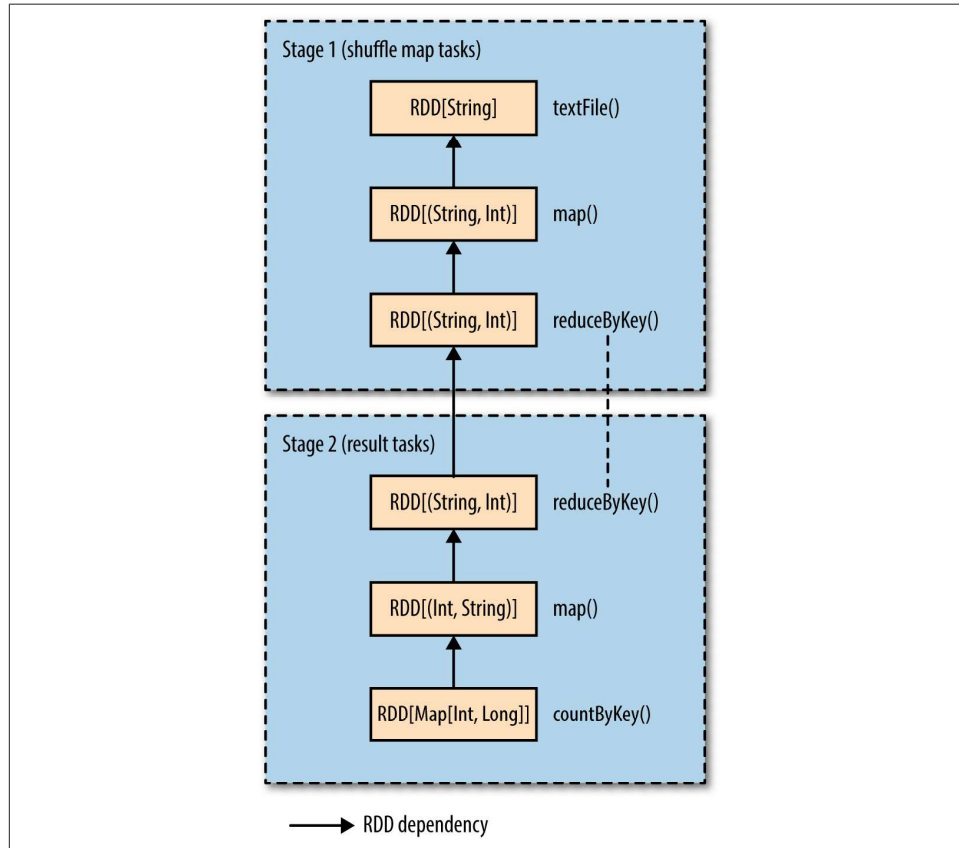 Stage 1 (shuffle map tasks)
RDD[String] textFile()
RDD[(String, Int)] map()
RDD[(String, Int)] reduceByKey()
Stage 2 (result tasks)
RDD[(String, Int)] reduceByKey()
RDD[(Int, String)] map()
RDD[Map[Int, Long]] countByKey()
RDD dependency